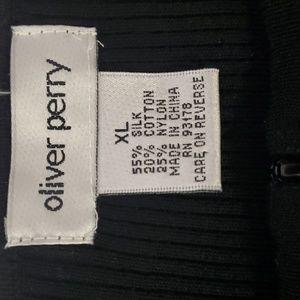 oliver perry
XL
55% SILK
20% COTTON
25% NYLON
MADE IN CHINA
RN 93178
CARE ON REVERSE